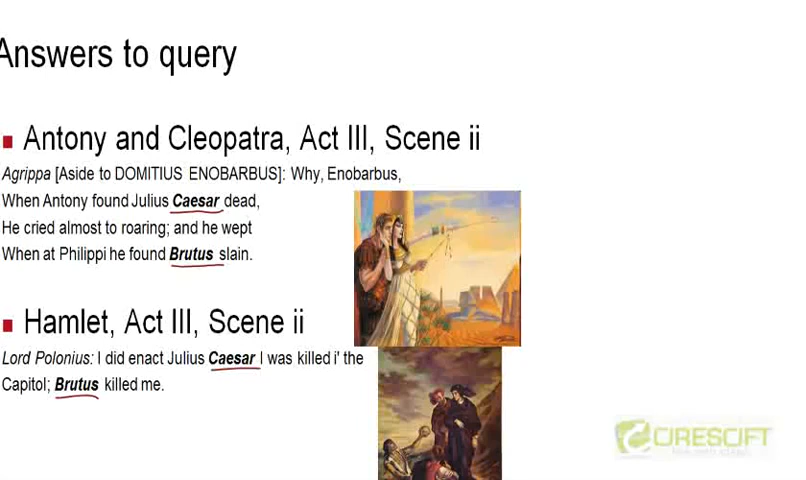 Answers to query
Antony and Cleopatra, Act III, Scene ii
Agrippa [Aside to DOMITIUS ENOBARBUS]: Why, Enobarbus,
When Antony found Julius Caesar dead,
He cried almost to roaring; and he wept
When at Philippi he found Brutus slain.
Hamlet, Act III, Scene ii
Lord Polonius: I did enact Julius Caesar I was killed i' the
Capitol; Brutus killed me.